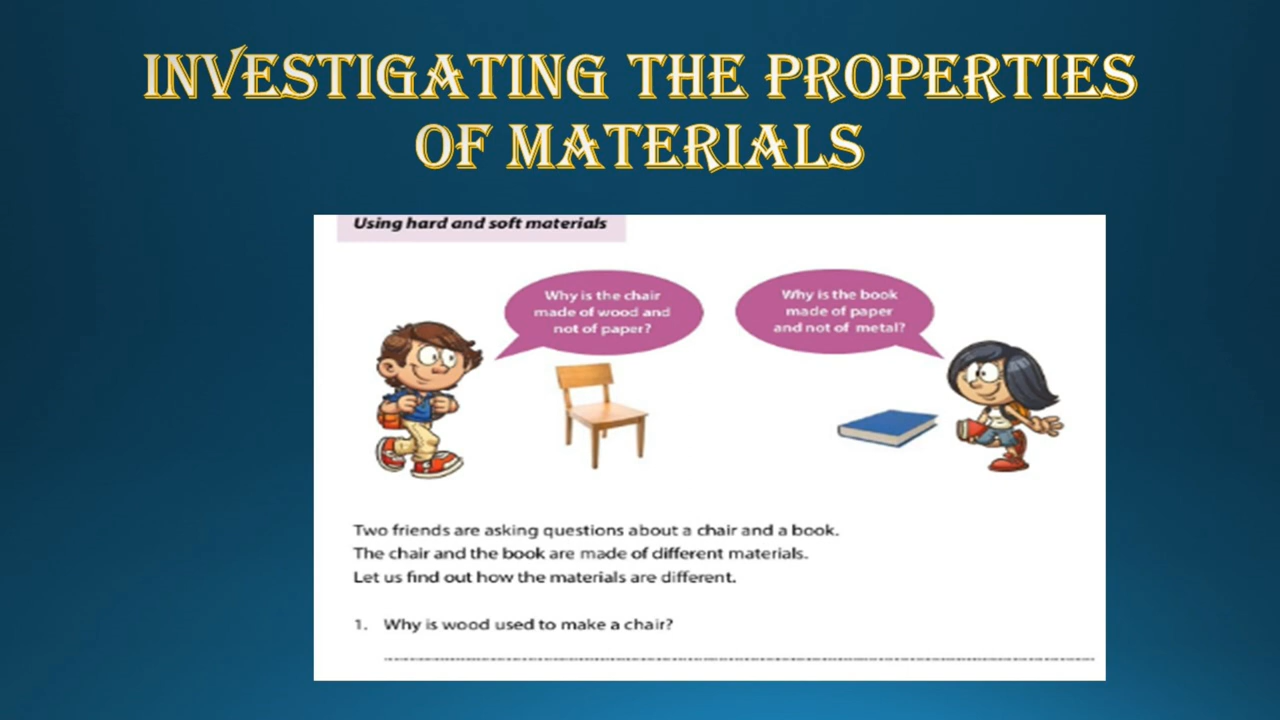 INVESTIGATING THE PROPERTIES
OF MATERIALS
Using hard and soft materials
Why is the chair
made of wood and
not of paper?
Why is the book
made of paper
and not of metal?
Two friends are asking questions about a chair and a book.
The chair and the book are made of different materials.
Let us find out how the materials are different.
1. Why is wood used to make a chair?